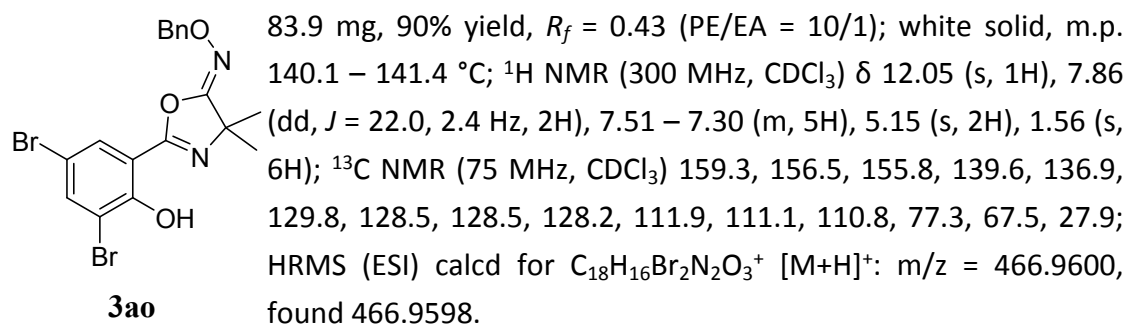 BnO
N
O
N
Br
OH
Br
3ao
83.9 mg, 90% yield, Rf = 0.43 (PE/EA = 10/1); white solid, m.p.
140.1 – 141.4 °C; ¹H NMR (300 MHz, CDCl₃) δ 12.05 (s, 1H), 7.86
(dd, J = 22.0, 2.4 Hz, 2H), 7.51 – 7.30 (m, 5H), 5.15 (s, 2H), 1.56 (s,
6H); ¹³C NMR (75 MHz, CDCl₃) 159.3, 156.5, 155.8, 139.6, 136.9,
129.8, 128.5, 128.5, 128.2, 111.9, 111.1, 110.8, 77.3, 67.5, 27.9;
HRMS (ESI) calcd for C₁₈H₁₆Br₂N₂O₃⁺ [M+H]⁺: m/z = 466.9600,
found 466.9598.